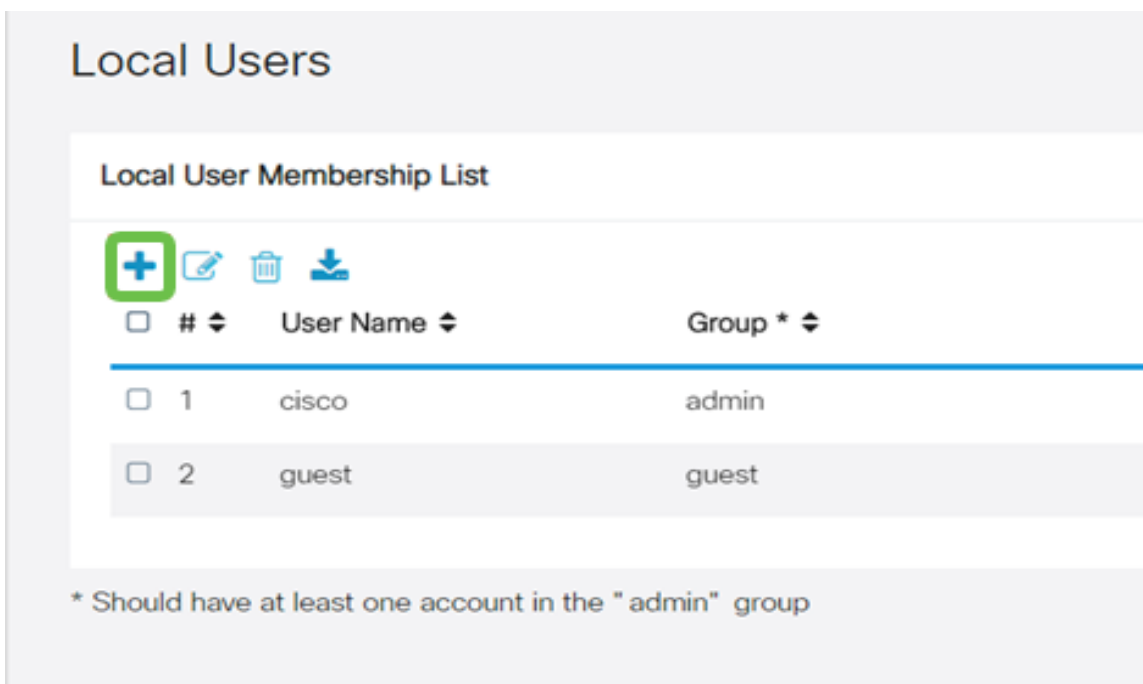 Local Users
Local User Membership List
# User Name Group *
1 cisco admin
2 guest guest
* Should have at least one account in the "admin" group